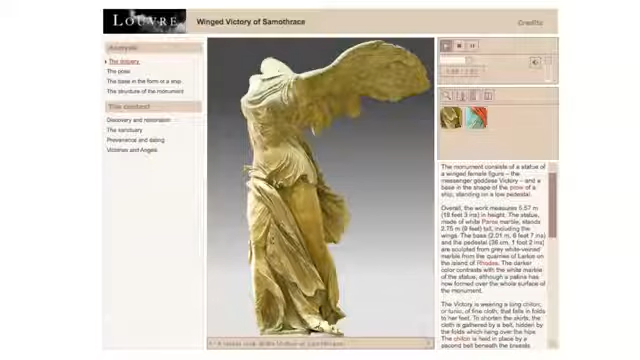 LOUVRE
Winged Victory of Samothrace
Credits
Analysis
The statuary
The pose
The base in the form of a ship
The structure of the monument
The context
Discovery and restoration
The sanctuary
Provenance and dating
Victories and Angels
The monument consists of a statue of
a winged female figure – the
messenger goddess Victory – and a
base in the shape of the prow of a
ship, standing on a low pedestal.
Overall, the work measures 5.57 m
(18 feet 3 ins) in height. The statue,
made of white Paros marble, stands
2.75 m (9 feet) tall, including the
wings. The base (2.01 m, 6 feet 7 ins)
and the pedestal (36 cm, 1 foot 2 ins)
are sculpted from grey white-veined
marble from the quarries of Lartos on
the island of Rhodes. The darker
color contrasts with the white marble
of the statue, although a patina has
now formed over the whole surface of
the monument.
The Victory is wearing a long chiton,
or tunic, of fine cloth, that falls in folds
to her feet. To shorten the skirts, the
cloth is gathered by a belt, hidden by
the folds which hang over the hips.
The chiton is held in place by a
second belt beneath the breasts